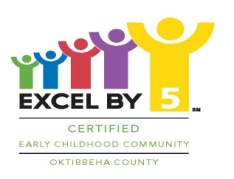 EXCEL BY 5 SM
CERTIFIED
EARLY CHILDHOOD COMMUNITY
OKTIBBEHA COUNTY